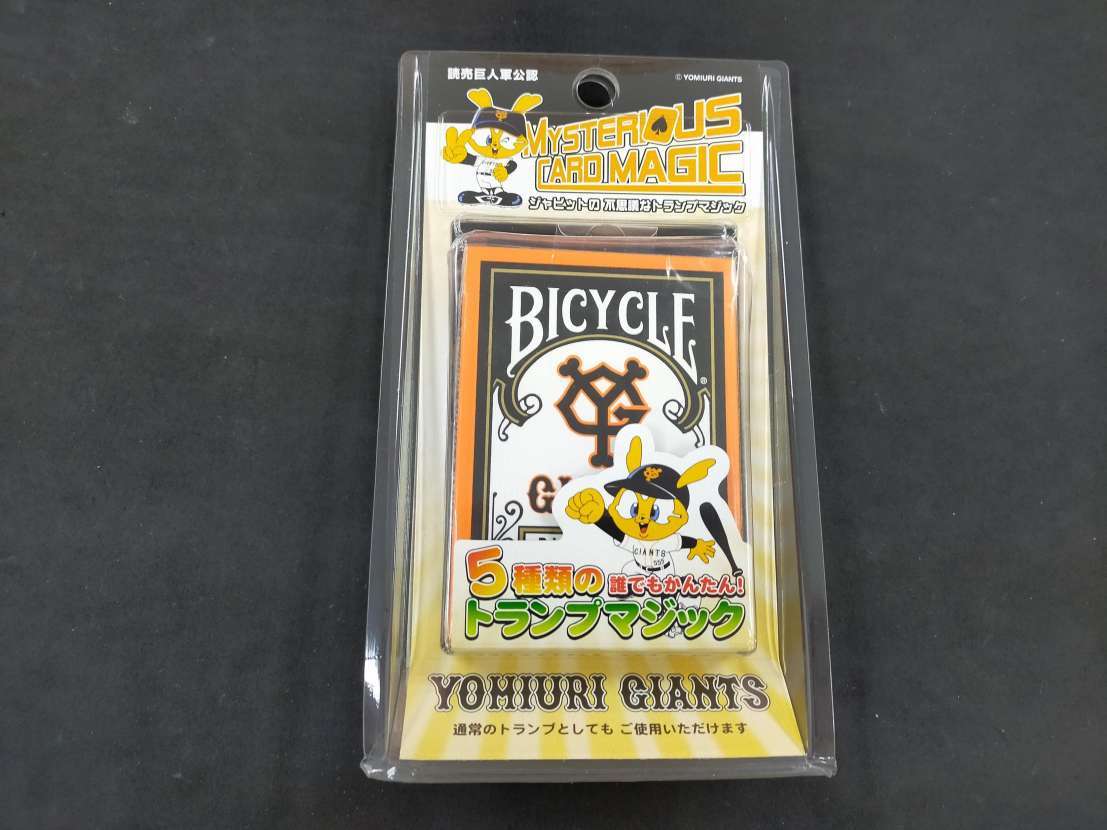 読売巨人軍公認
© YOMIURI GIANTS
MYSTERIOUS
CARD MAGIC
ジャビットの 不思議なトランプマジック
BICYCLE
®
YG
GIANTS
555
5種類の 誰でもかんたん!
トランプマジック
YOMIURI GIANTS
通常のトランプとしても ご使用いただけます